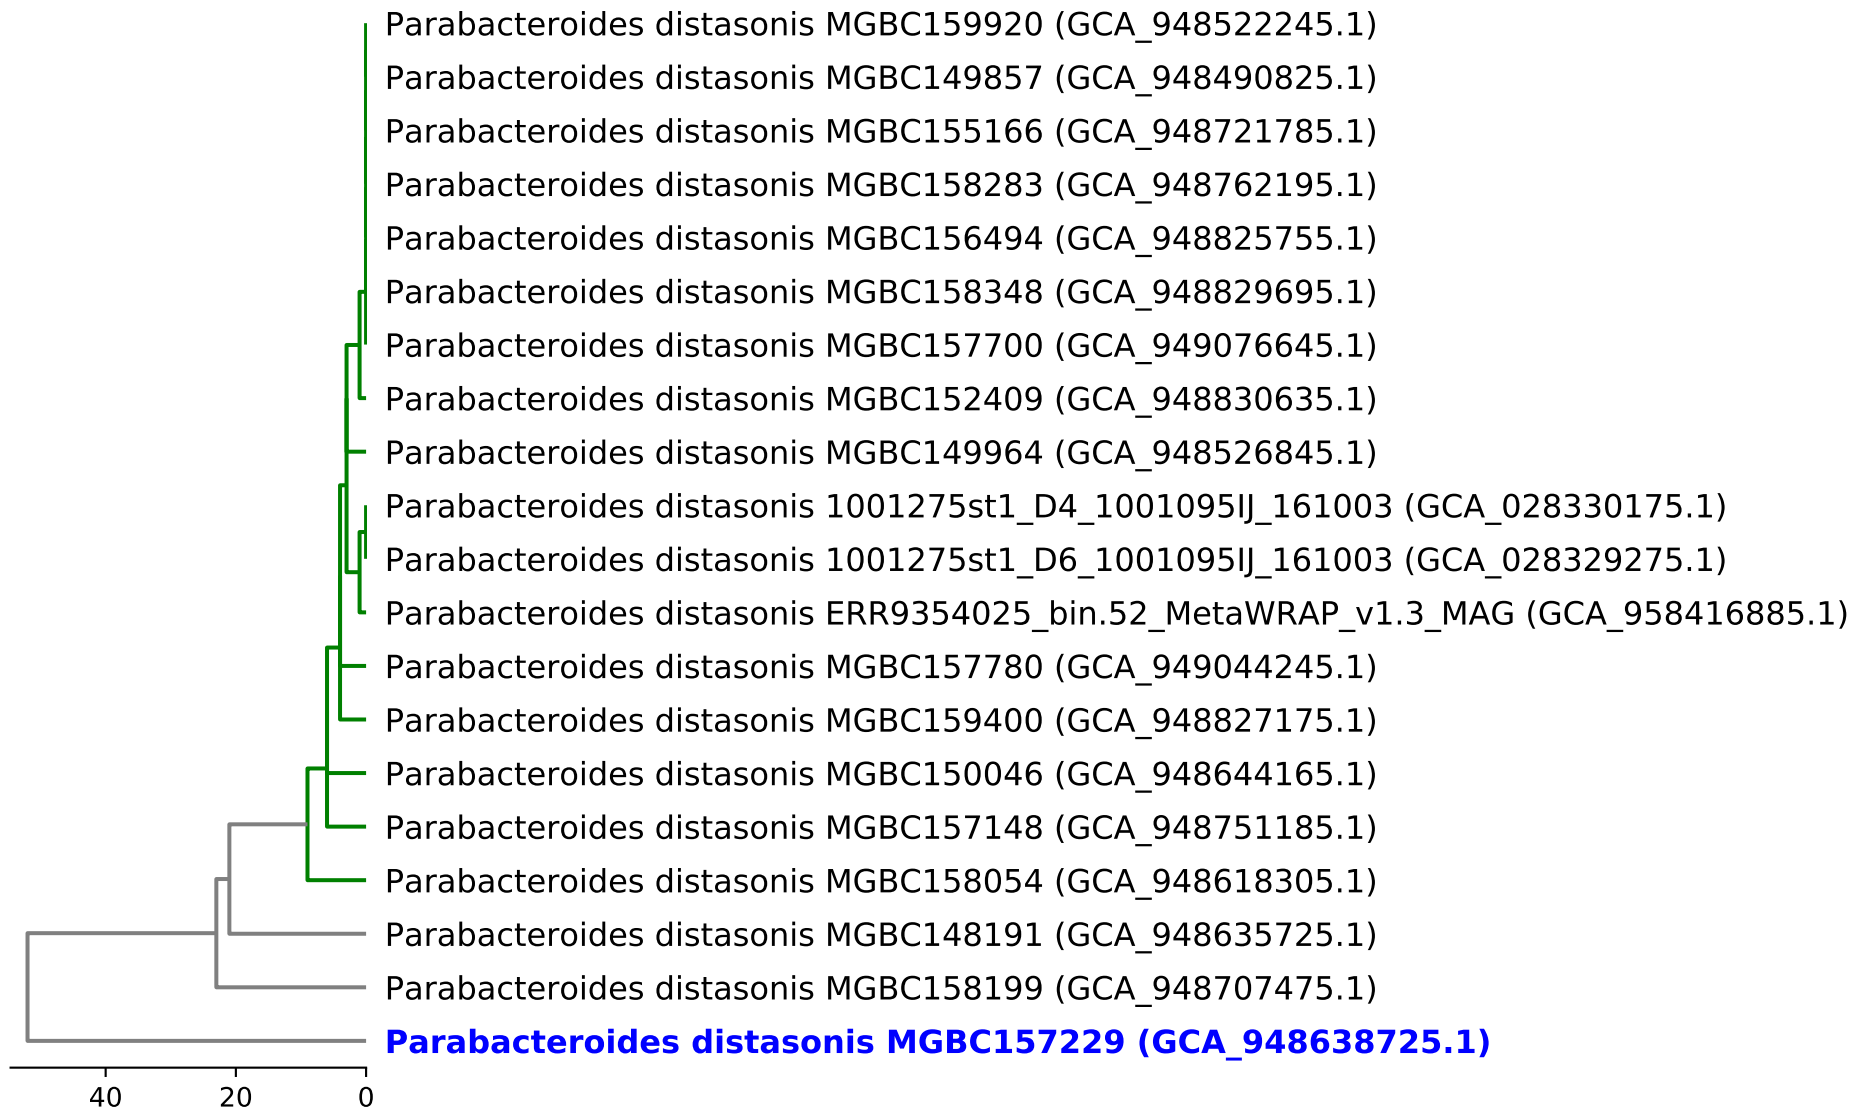 Parabacteroides distasonis MGBC159920 (GCA_948522245.1)
Parabacteroides distasonis MGBC149857 (GCA_948490825.1)
Parabacteroides distasonis MGBC155166 (GCA_948721785.1)
Parabacteroides distasonis MGBC158283 (GCA_948762195.1)
Parabacteroides distasonis MGBC156494 (GCA_948825755.1)
Parabacteroides distasonis MGBC158348 (GCA_948829695.1)
Parabacteroides distasonis MGBC157700 (GCA_949076645.1)
Parabacteroides distasonis MGBC152409 (GCA_948830635.1)
Parabacteroides distasonis MGBC149964 (GCA_948526845.1)
Parabacteroides distasonis 1001275st1_D4_1001095IJ_161003 (GCA_028330175.1)
Parabacteroides distasonis 1001275st1_D6_1001095IJ_161003 (GCA_028329275.1)
Parabacteroides distasonis ERR9354025_bin.52_MetaWRAP_v1.3_MAG (GCA_958416885.1)
Parabacteroides distasonis MGBC157780 (GCA_949044245.1)
Parabacteroides distasonis MGBC159400 (GCA_948827175.1)
Parabacteroides distasonis MGBC150046 (GCA_948644165.1)
Parabacteroides distasonis MGBC157148 (GCA_948751185.1)
Parabacteroides distasonis MGBC158054 (GCA_948618305.1)
Parabacteroides distasonis MGBC148191 (GCA_948635725.1)
Parabacteroides distasonis MGBC158199 (GCA_948707475.1)
Parabacteroides distasonis MGBC157229 (GCA_948638725.1)
40 20 0